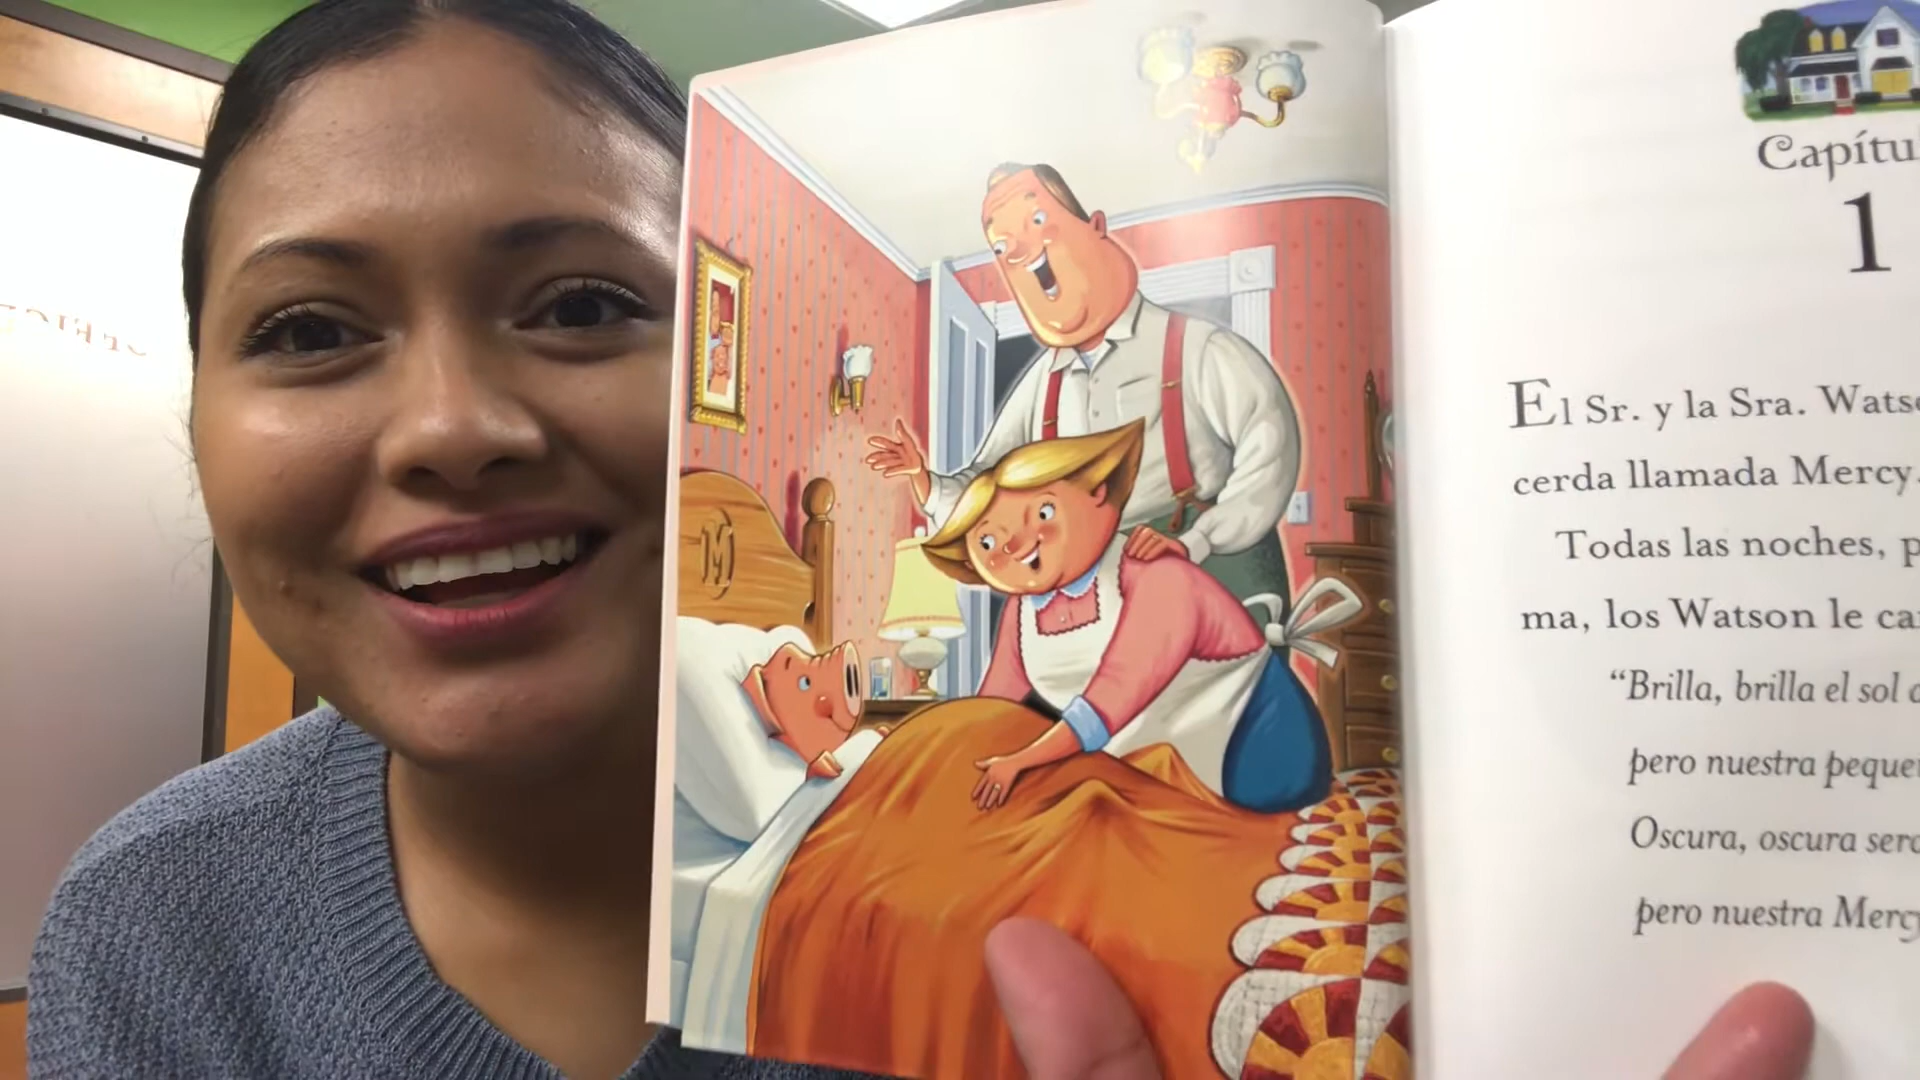 Capítu
1
El Sr. y la Sra. Wats
cerda llamada Mercy.
Todas las noches, p
ma, los Watson le ca
“Brilla, brilla el sol
pero nuestra peque
Oscura, oscura ser
pero nuestra Mercy
M